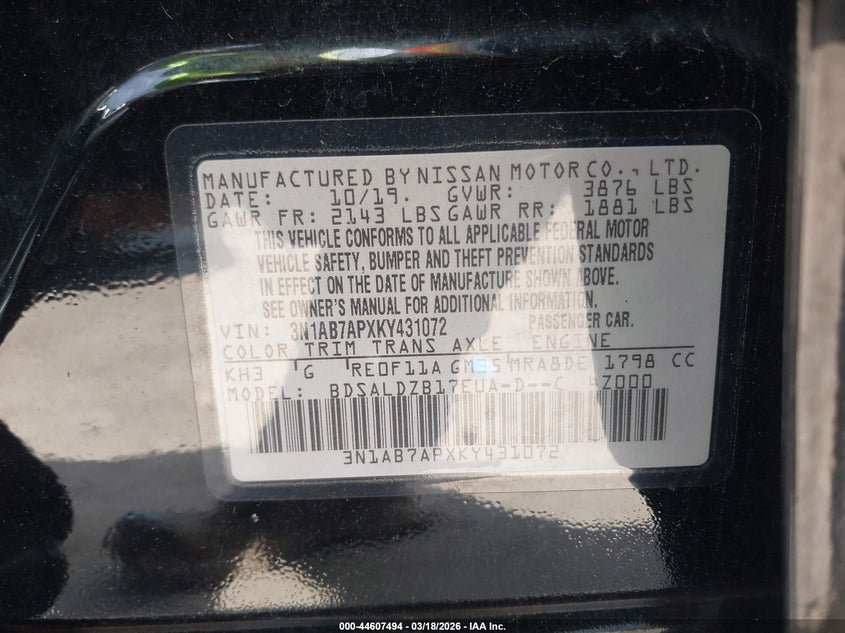 MANUFACTURED BY NISSAN MOTOR CO., LTD.
DATE: 10/19. GVWR: 3876 LBS
GAWR FR: 2143 LBS GAWR RR: 1881 LBS
THIS VEHICLE CONFORMS TO ALL APPLICABLE FEDERAL MOTOR
VEHICLE SAFETY, BUMPER AND THEFT PREVENTION STANDARDS
IN EFFECT ON THE DATE OF MANUFACTURE SHOWN ABOVE.
SEE OWNER'S MANUAL FOR ADDITIONAL INFORMATION.
VIN: 3N1AB7APXKY431072 PASSENGER CAR.
COLOR TRIM TRANS AXLE ENGINE
KH3 G RE0F11A GM35 MRA8DE 1798 CC
MODEL: BDSALDZB17EUA-D--C
3N1AB7APXKY431072
000-44607494 - 03/18/2026 - IAA Inc.